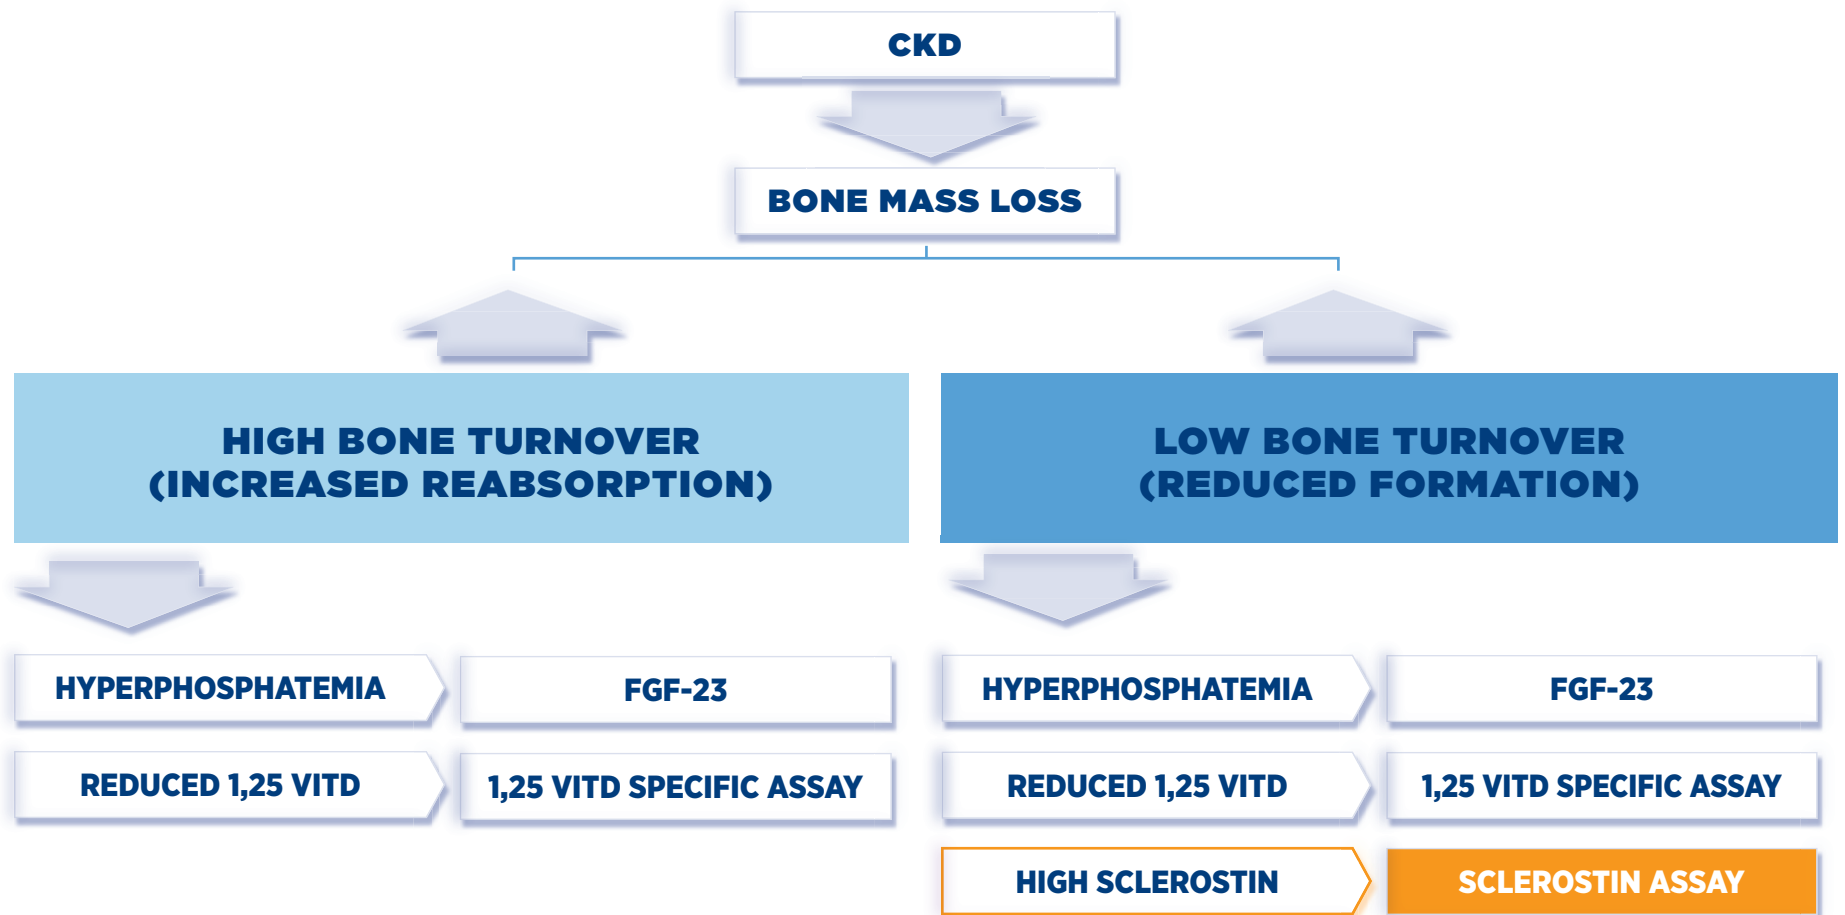 CKD
BONE MASS LOSS
HIGH BONE TURNOVER
(INCREASED REABSORPTION)
LOW BONE TURNOVER
(REDUCED FORMATION)
HYPERPHOSPHATEMIA
FGF-23
REDUCED 1,25 VITD
1,25 VITD SPECIFIC ASSAY
HYPERPHOSPHATEMIA
FGF-23
REDUCED 1,25 VITD
1,25 VITD SPECIFIC ASSAY
HIGH SCLEROSTIN
SCLEROSTIN ASSAY